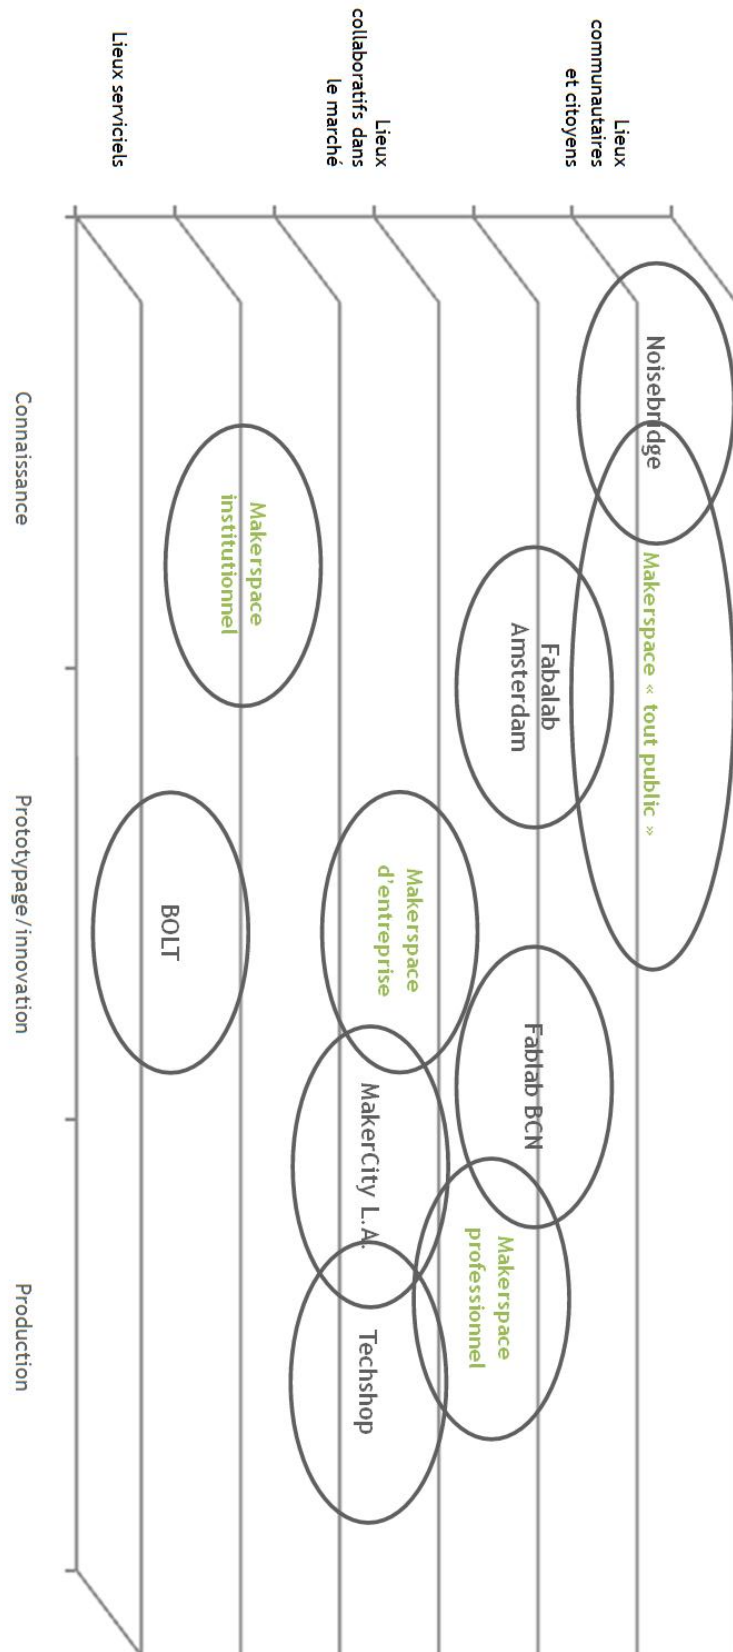 Lieux
communautaires
et citoyens
Lieux
collaboratifs dans
le marché
Lieux serviciels
Noisebridge
Makerspace « tout public »
Fabalab
Amsterdam
Fablab BCN
Makerspace
professionnel
Makerspace
d'entreprise
MakerCity L.A.
Techshop
Makerspace
institutionnel
BOLT
Connaissance
Prototypage/innovation
Production